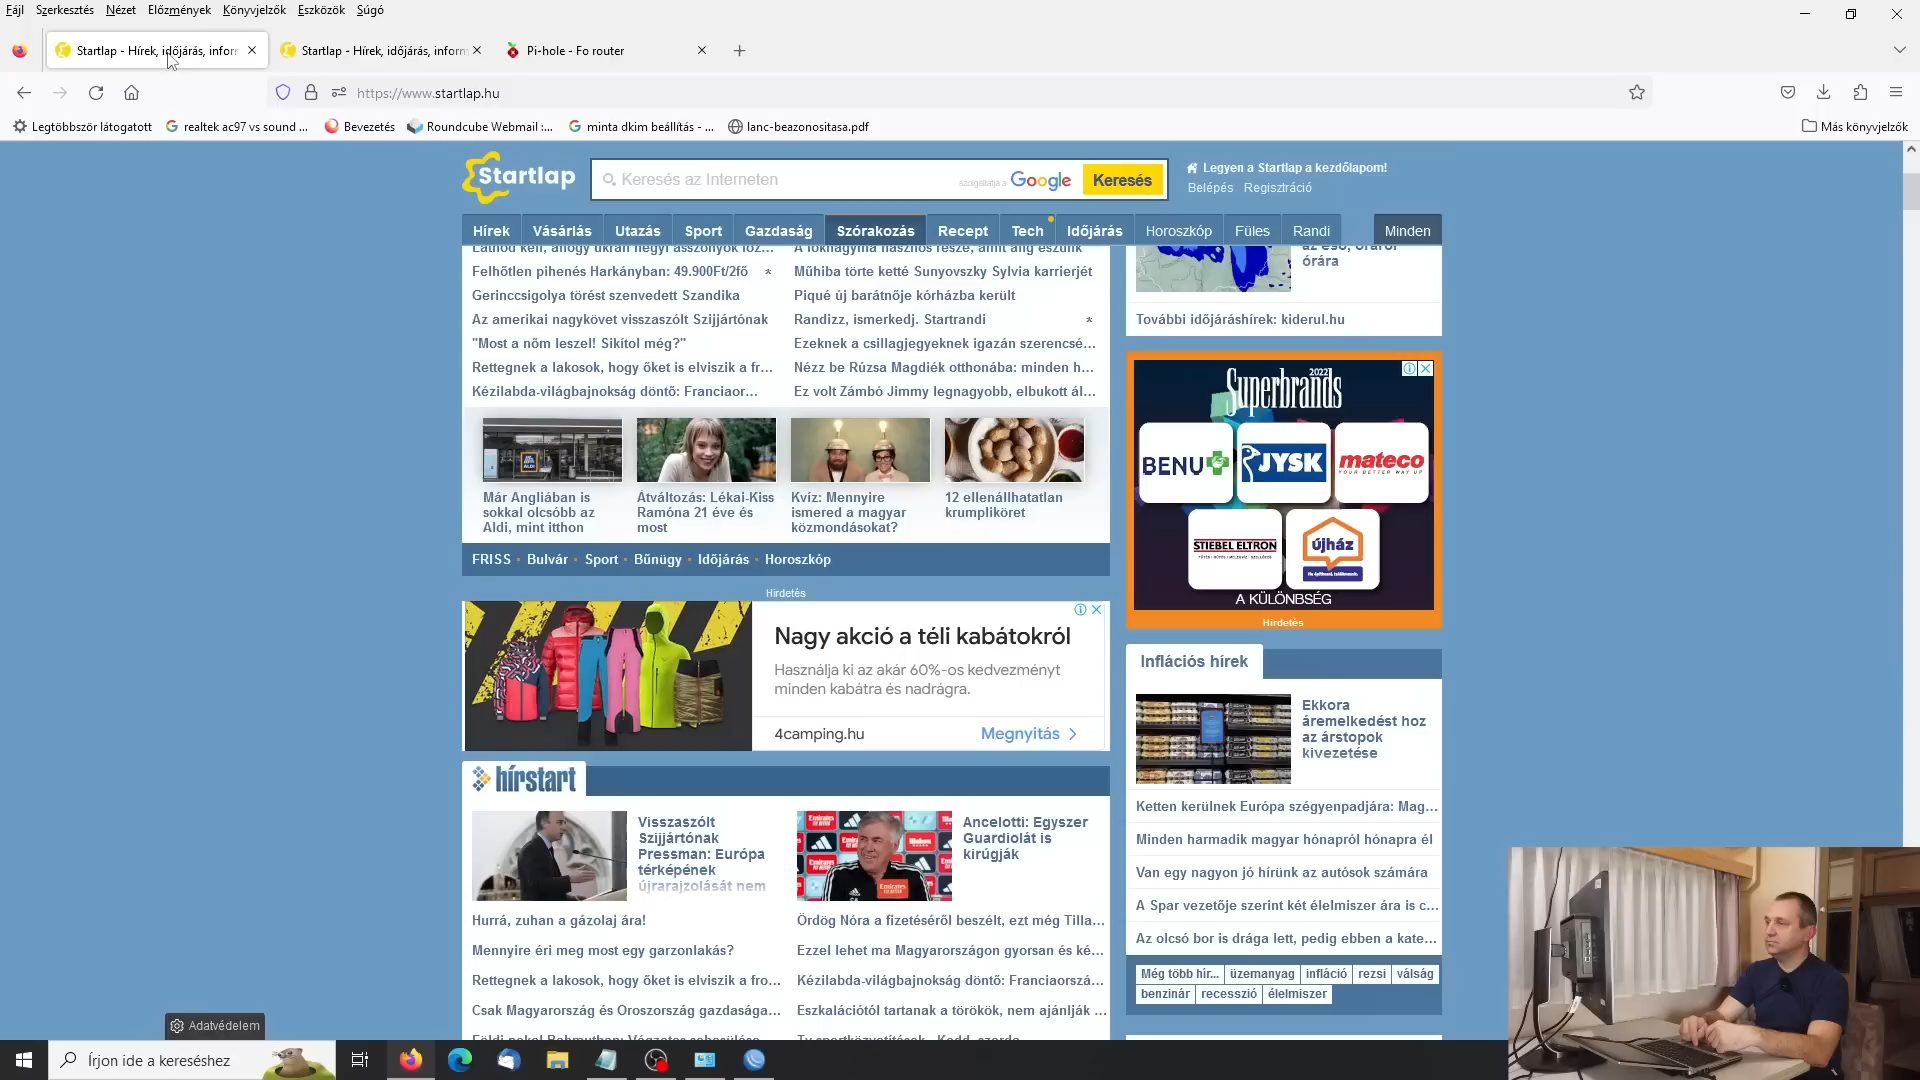 Fájl Szerkesztés Nézet Előzmények Könyvjelzők Eszközök Súgó
Startlap - Hírek, időjárás, infor
Startlap - Hírek, időjárás, inform
Pi-hole - Fo router
https://www.startlap.hu
Legtöbbször látogatott
realtek ac97 vs sound ...
Bevezetés
Roundcube Webmail :...
minta dkim beállítás - ...
lanc-beazonositasa.pdf
Más könyvjelzők
Startlap
Keresés az Interneten
szolgáltatja a Google
Keresés
Legyen a Startlap a kezdőlapom!
Belépés Regisztráció
Hírek Vásárlás Utazás Sport Gazdaság Szórakozás Recept Tech Időjárás Horoszkóp Füles Randi Minden
Felhőtlen pihenés Harkányban: 49.900Ft/2fő *
Gerinccsigolya törést szenvedett Szandika
Az amerikai nagykövet visszaszólt Szijjártónak
"Most a nőm leszel! Sikítol még?"
Rettegnek a lakosok, hogy őket is elviszik a fr...
Kézilabda-világbajnokság döntő: Franciaor...
Műhiba törte ketté Sunyovszky Sylvia karrierjét
Piqué új barátnője kórházba került
Randizz, ismerkedj. Startrandi *
Ezeknek a csillagjegyeknek igazán szerencsé...
Nézz be Rúzsa Magdiék otthonába: minden h...
Ez volt Zámbó Jimmy legnagyobb, elbukott ál...
Már Angliában is
sokkal olcsóbb az
Aldi, mint itthon
Átváltozás: Lékai-Kiss
Ramóna 21 éve és
most
Kvíz: Mennyire
ismered a magyar
közmondásokat?
12 ellenállhatatlan
krumpliköret
FRISS • Bulvár • Sport • Bűnügy • Időjárás • Horoszkóp
Hirdetés
Nagy akció a téli kabátokról
Használja ki az akár 60%-os kedvezményt
minden kabátra és nadrágra.
4camping.hu
Megnyitás
hírstart
Visszaszólt
Szijjártónak
Pressman: Európa
térképének
újrarajzolását nem
Ancelotti: Egyszer
Guardiolát is
kirúgják
Hurrá, zuhan a gázolaj ára!
Mennyire éri meg most egy garzonlakás?
Rettegnek a lakosok, hogy őket is elviszik a fro...
Csak Magyarország és Oroszország gazdasága...
Ördög Nóra a fizetéséről beszélt, ezt még Tilla...
Ezzel lehet ma Magyarországon gyorsan és ké...
Kézilabda-világbajnokság döntő: Franciaorszá...
Eszkalációtól tartanak a törökök, nem ajánlják ...
az eső, óráról
órára
További időjáráshírek: kiderul.hu
Superbrands
2022
BENU
JYSK
mateco
STIEBEL ELTRON
újház
A KÜLÖNBSÉG
Hirdetés
Inflációs hírek
Ekkora
áremelkedést hoz
az árstopok
kivezetése
Ketten kerülnek Európa szégyenpadjára: Mag...
Minden harmadik magyar hónapról hónapra él
Van egy nagyon jó hírünk az autósok számára
A Spar vezetője szerint két élelmiszer ára is c...
Az olcsó bor is drága lett, pedig ebben a kate...
Még több hír... üzemanyag infláció rezsi válság
benzinár recesszió élelmiszer
Adatvédelem
Írjon ide a kereséshez